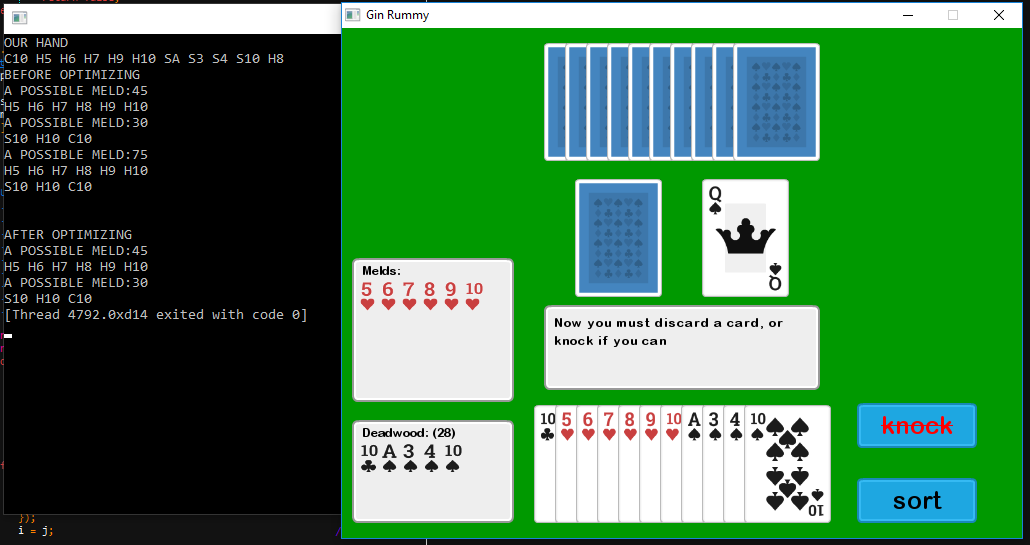 OUR HAND
C10 H5 H6 H7 H9 H10 SA S3 S4 S10 H8
BEFORE OPTIMIZING
A POSSIBLE MELD:45
H5 H6 H7 H8 H9 H10
A POSSIBLE MELD:30
S10 H10 C10
A POSSIBLE MELD:75
H5 H6 H7 H8 H9 H10
S10 H10 C10
AFTER OPTIMIZING
A POSSIBLE MELD:45
H5 H6 H7 H8 H9 H10
A POSSIBLE MELD:30
S10 H10 C10
[Thread 4792.0xd14 exited with code 0]
});
i = j;
Gin Rummy
Q
Q
Melds:
5 6 7 8 9 10
Now you must discard a card, or
knock if you can
Deadwood: (28)
10 A 3 4 10
10 5 6 7 8 9 10 A 3 4 10
10
knock
sort